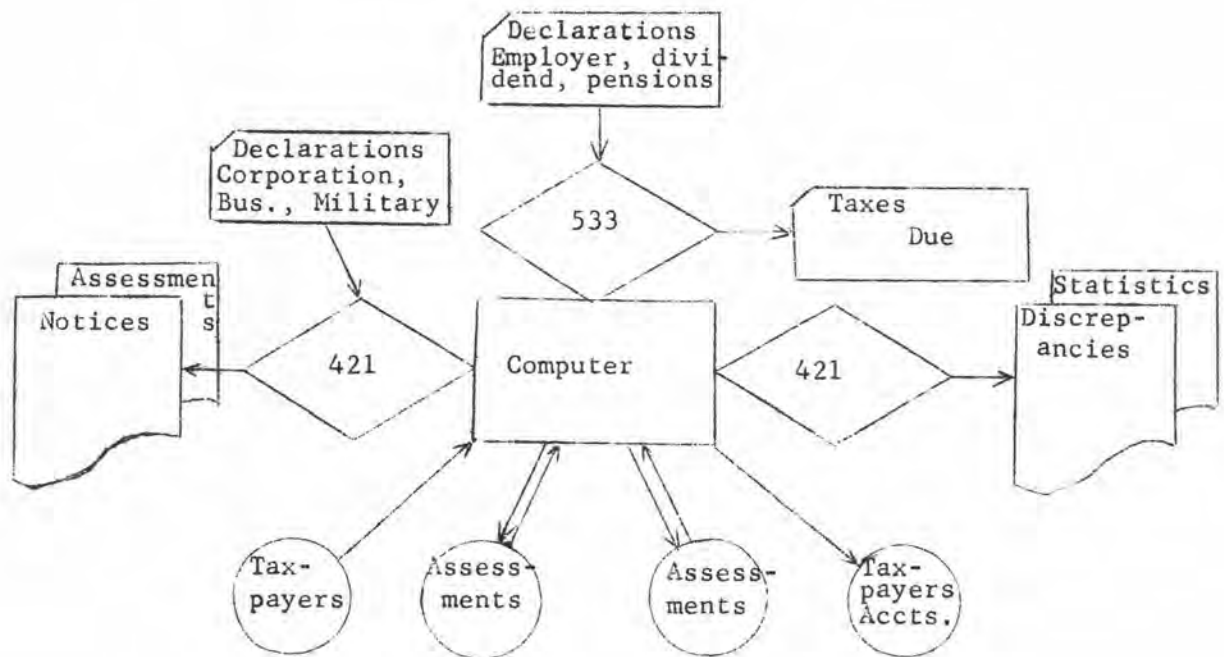 Declarations
Employer, divi-
dend, pensions
Declarations
Corporation,
Bus., Military
533
Taxes
Due
Assessmen
t
s
Notices
421
Computer
421
Statistics
Discrep-
ancies
Tax-
payers
Assess-
ments
Assess-
ments
Tax-
payers
Accts.